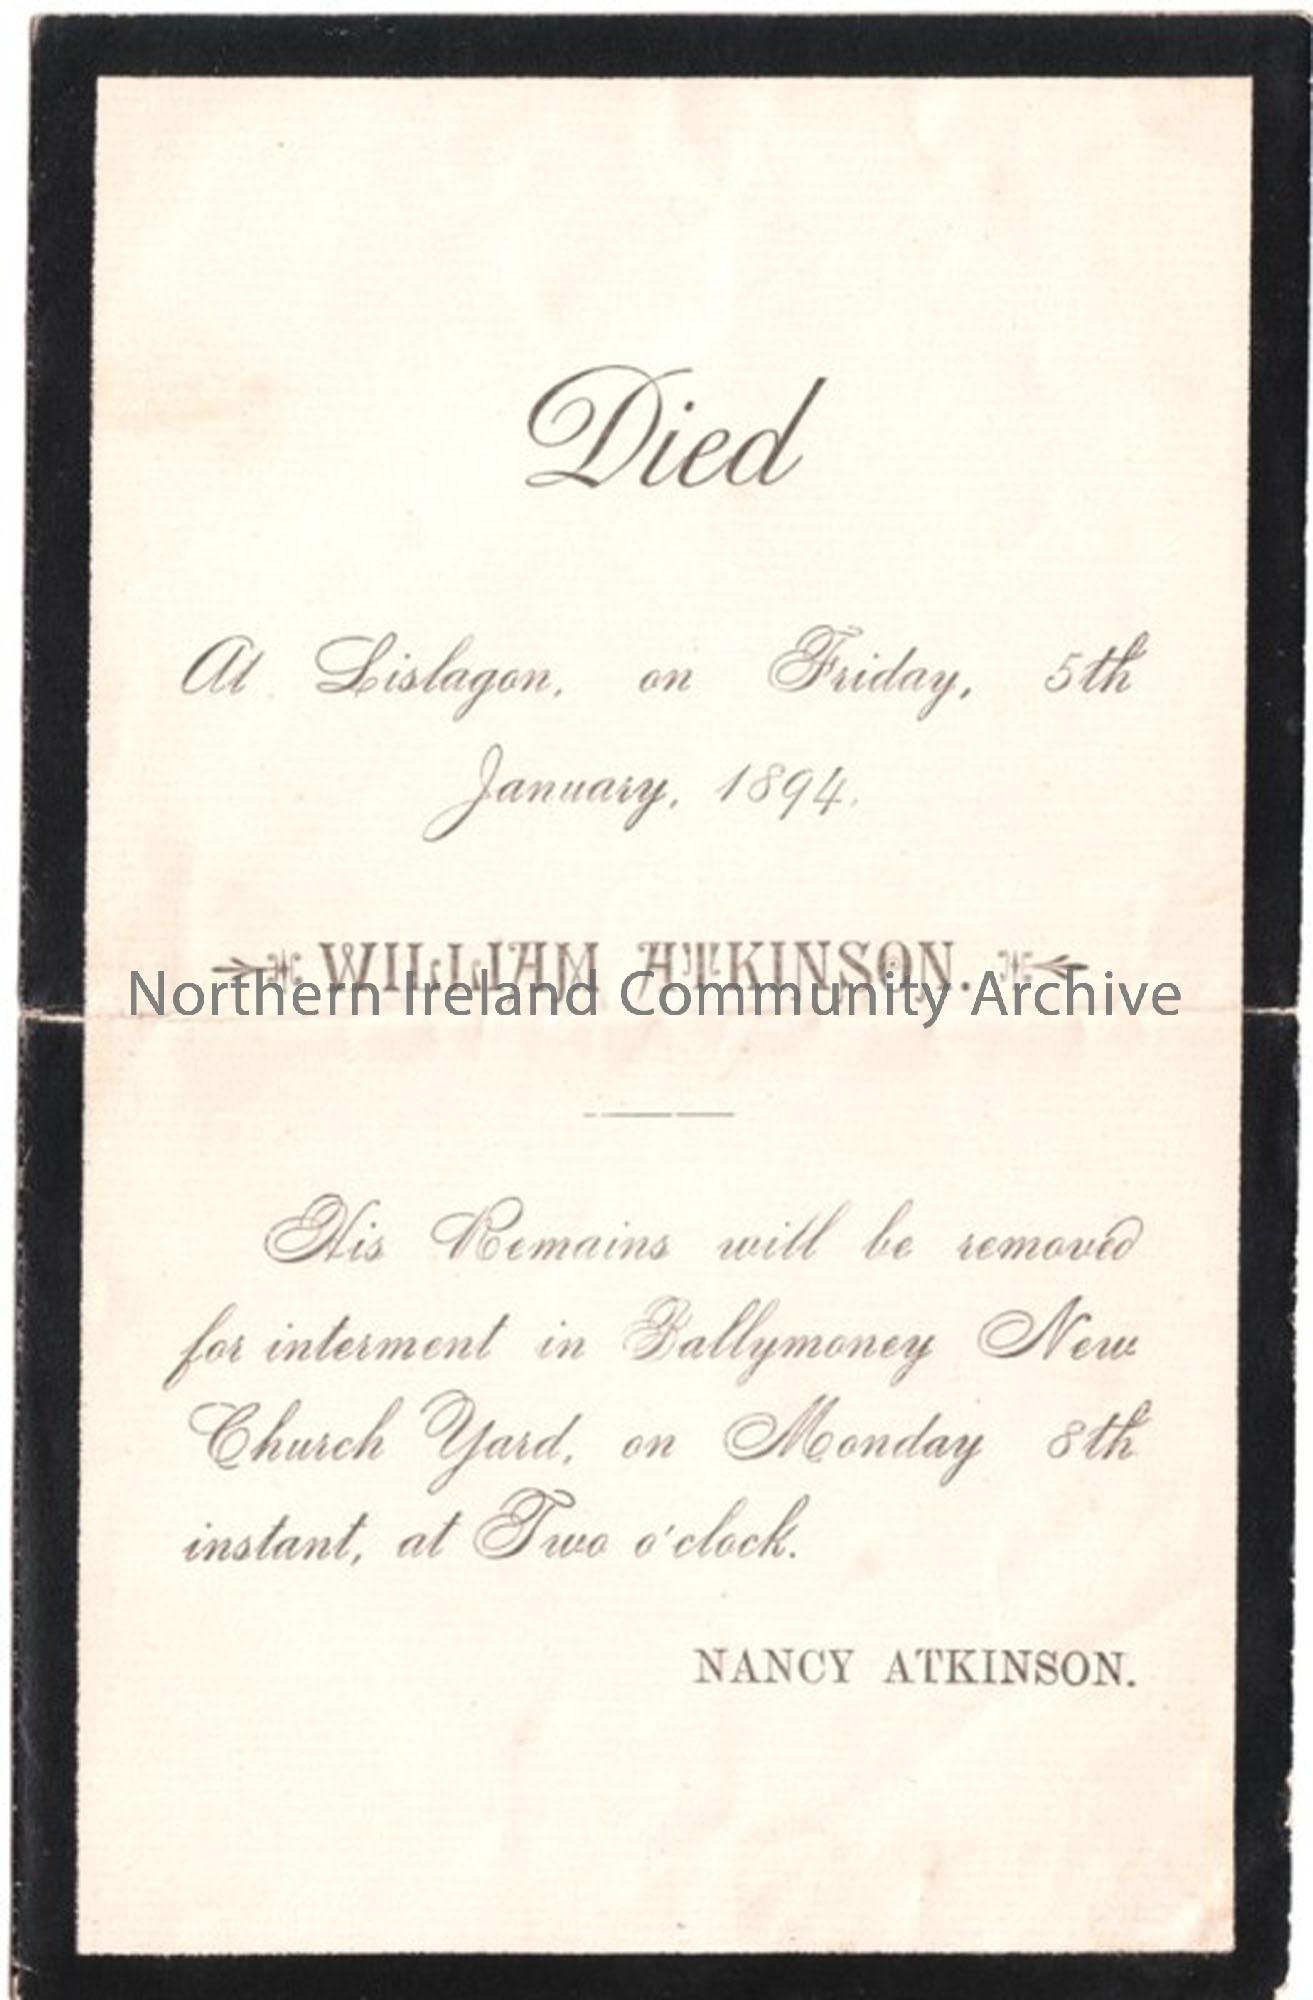 Died
At Lislagon, on Friday, 5th
January, 1894.
WILLIAM ATKINSON.
Northern Ireland Community Archive
His Remains will be removed
for interment in Ballymoney New
Church Yard, on Monday 8th
instant, at Two o'clock.
NANCY ATKINSON.